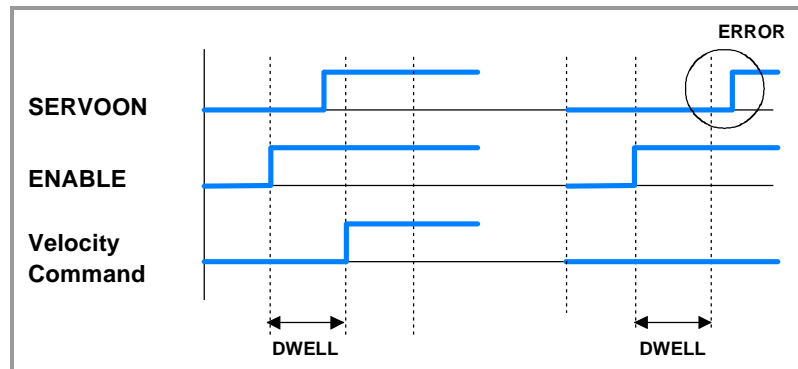 ERROR
SERVOON
ENABLE
Velocity
Command
DWELL
DWELL